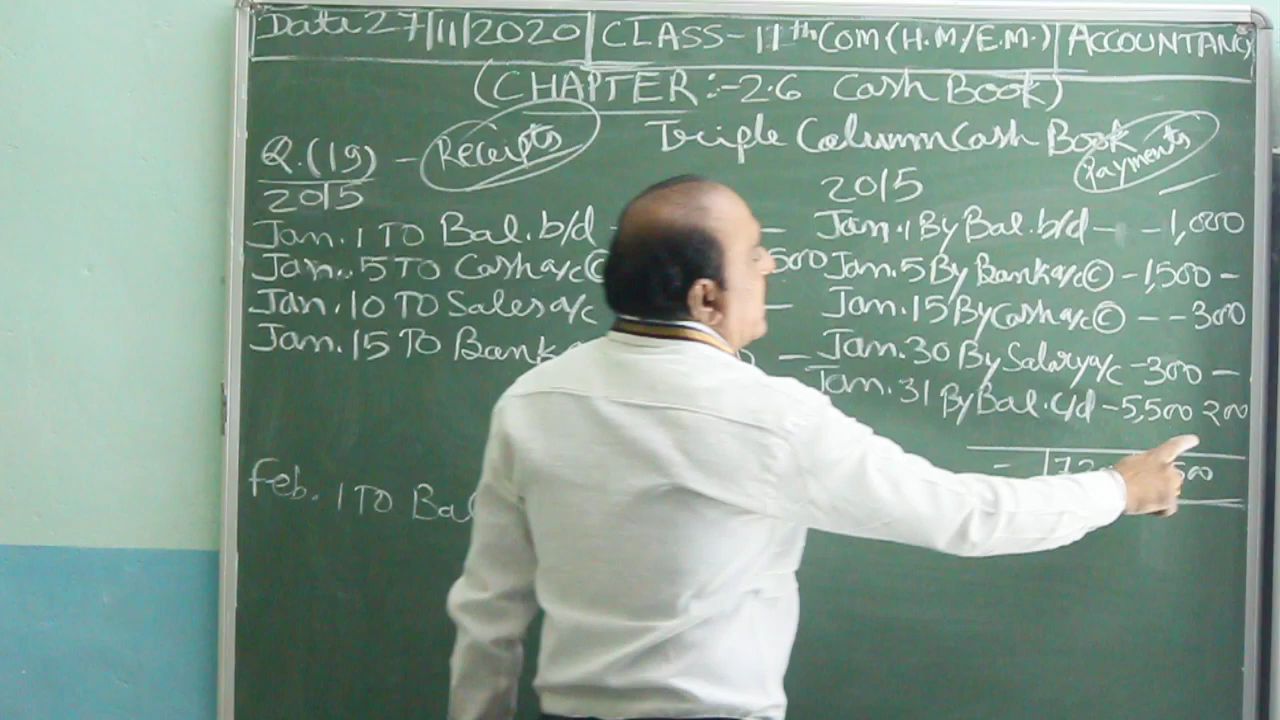 Date 27/11/2020 CLASS-11th Com (H.M/E.M.) ACCOUNTANCY
(CHAPTER:-2.6 Cash Book)
Q.(19) - Receipts Triple Column Cash Book Payments
2015 2015
Jan. 1 TO Bal. b/d - - Jan. 1 By Bal. b/d - - 1,000
Jan. 5 TO Cash a/c © 500 Jan. 5 By Bank a/c © - 1,500 -
Jan. 10 TO Sales a/c - Jan. 15 By Cash a/c © - - 300
Jan. 15 TO Bank - Jan. 30 By Salary a/c - 300 -
Jan. 31 By Bal. c/d - 5,500 200
- 500
Feb. 1 TO Bal